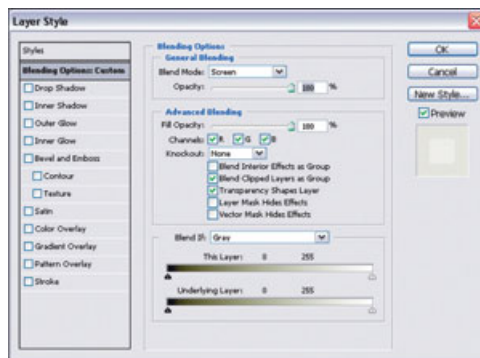 Layer Style
Styles
Blending Options: Custom
Drop Shadow
Inner Shadow
Outer Glow
Inner Glow
Bevel and Emboss
Contour
Texture
Satin
Color Overlay
Gradient Overlay
Pattern Overlay
Stroke
Blending Options
General Blending
Blend Mode: Screen
Opacity: 100 %
Advanced Blending
Fill Opacity: 100 %
Channels: R G B
Knockout: None
Blend Interior Effects as Group
Blend Clipped Layers as Group
Transparency Shapes Layer
Layer Mask Hides Effects
Vector Mask Hides Effects
Blend If: Gray
This Layer: 0 255
Underlying Layer: 0 255
OK
Cancel
New Style...
Preview